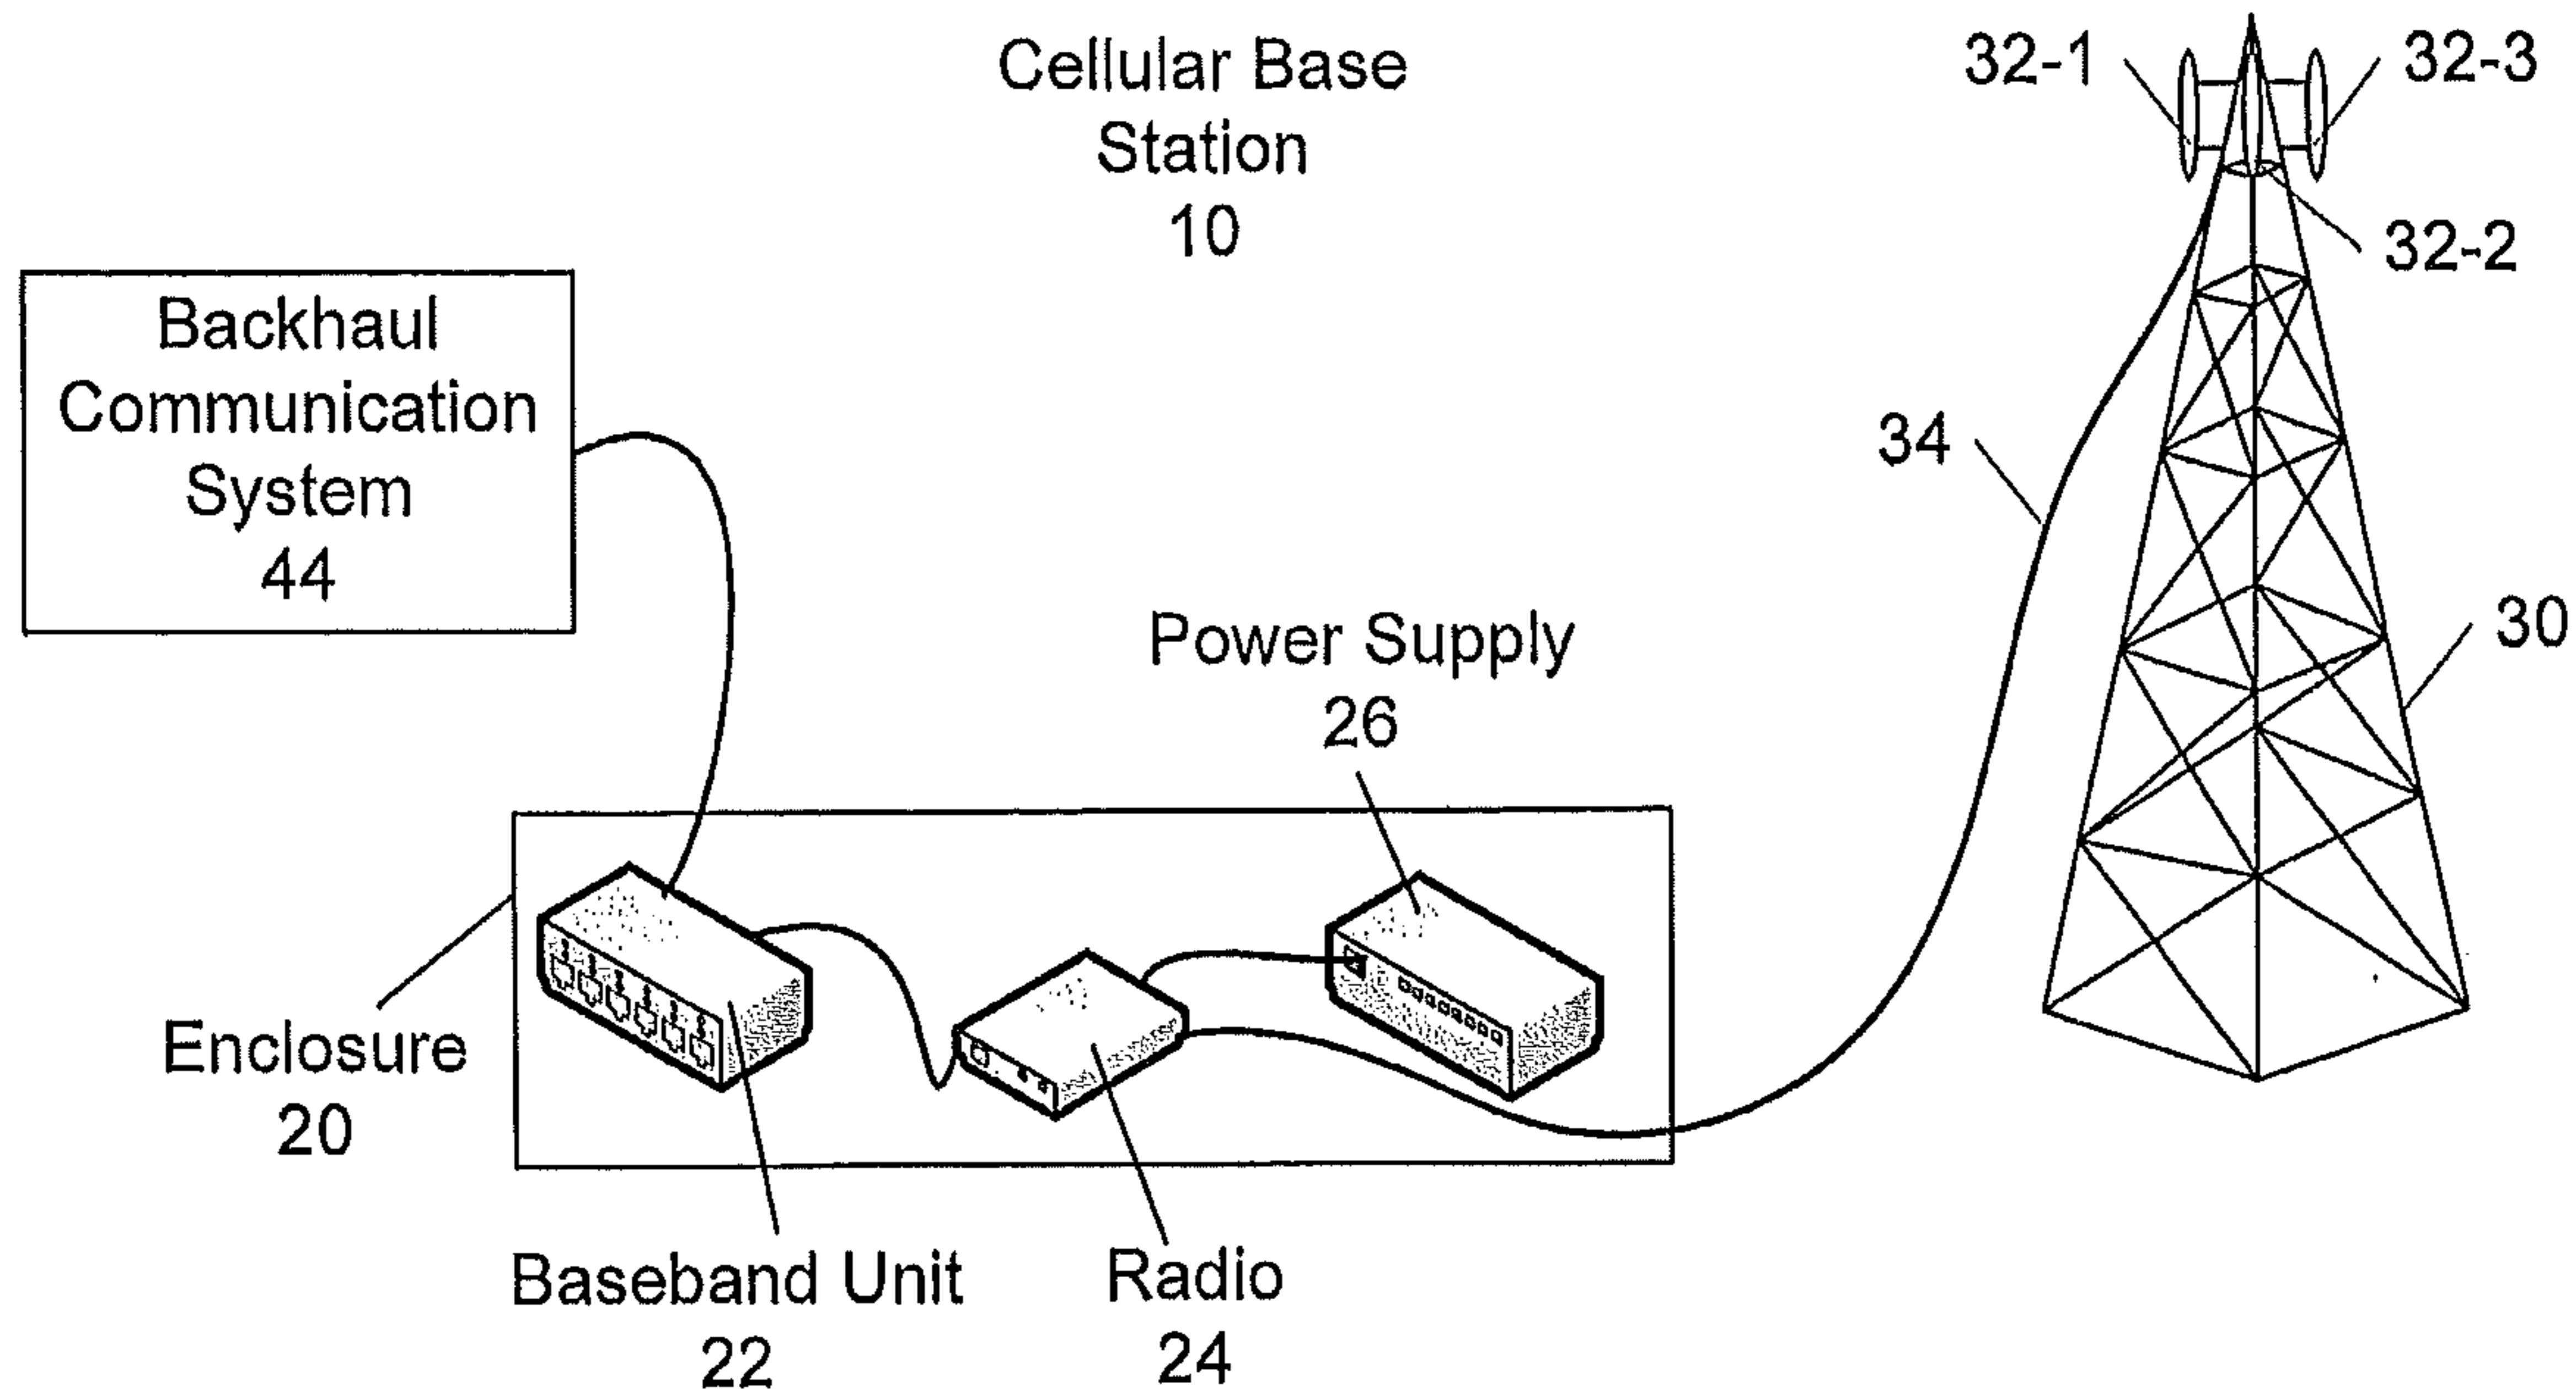 Cellular Base
Station
10
32-1
32-3
32-2
Backhaul
Communication
System
44
34
Power Supply
26
30
Enclosure
20
Baseband Unit
22
Radio
24